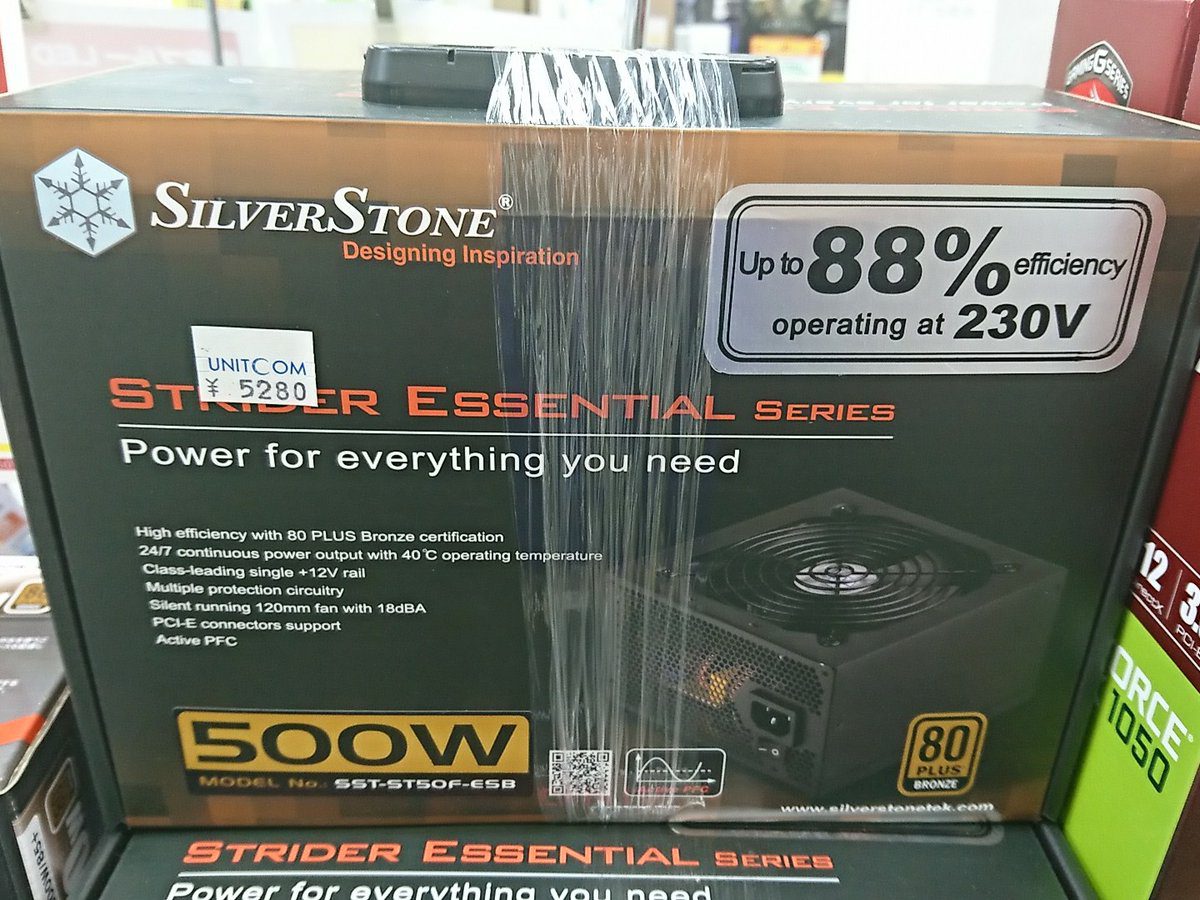 SILVERSTONE®
Designing Inspiration
Up to 88% efficiency
operating at 230V
UNITCOM
¥ 5280
STRIDER ESSENTIAL SERIES
Power for everything you need
High efficiency with 80 PLUS Bronze certification
24/7 continuous power output with 40℃ operating temperature
Class-leading single +12V rail
Multiple protection circuitry
Silent running 120mm fan with 18dBA
PCI-E connectors support
Active PFC
500W
MODEL No.: SST-ST50F-ESB
Active PFC
80
PLUS
BRONZE
www.silverstonetek.com
STRIDER ESSENTIAL SERIES
Power for everything you need
GAMING G SERIES
12
ORCE®
1050